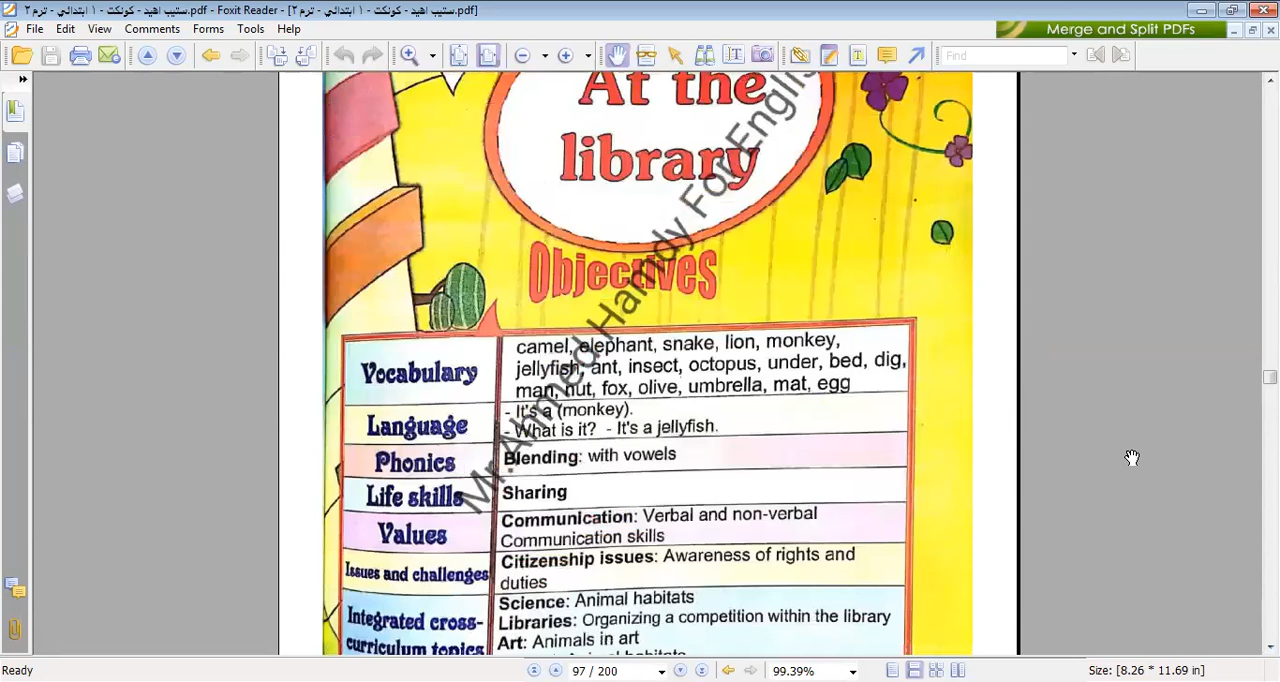 ستيب اهيد - كونكت - ١ ابتدائي - ترم ٢.pdf - Foxit Reader - [ستيب اهيد - كونكت - ١ ابتدائي - ترم ٢.pdf]
File Edit View Comments Forms Tools Help
Merge and Split PDFs
Find
At the
library
Objectives
Vocabulary
camel, elephant, snake, lion, monkey,
jellyfish, ant, insect, octopus, under, bed, dig,
man, nut, fox, olive, umbrella, mat, egg
Language
- It's a (monkey).
- What is it? - It's a jellyfish.
Phonics
Blending: with vowels
Life skills
Sharing
Values
Communication: Verbal and non-verbal
Communication skills
Issues and challenges
Citizenship issues: Awareness of rights and
duties
Integrated cross-
curriculum topics
Science: Animal habitats
Libraries: Organizing a competition within the library
Art: Animals in art
Mr Ahmed Hamdy For English
Ready
97 / 200
99.39%
Size: [8.26 * 11.69 in]